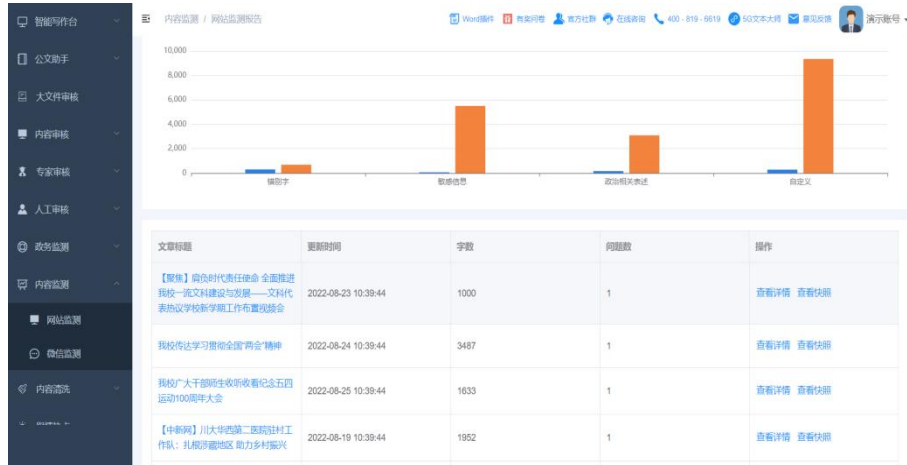 智能写作台
内容监测 / 网站监测报告
Word插件 有奖问卷 官方社群 在线咨询 400 - 819 - 6619 5G文本大师 意见反馈 演示账号
公文助手
大文件审核
内容审核
专家审核
人工审核
政务监测
内容监测
网站监测
微信监测
内容清洗
10,000
8,000
6,000
4,000
2,000
0
错别字 敏感信息 政治相关表述 自定义
文章标题 更新时间 字数 问题数 操作
【聚焦】肩负时代责任使命 全面推进
我校一流文科建设与发展——文科代
表热议学校新学期工作布置视频会
2022-08-23 10:39:44 1000 1 查看详情 查看快照
我校传达学习贯彻全国"两会"精神 2022-08-24 10:39:44 3487 1 查看详情 查看快照
我校广大干部师生收听收看纪念五四
运动100周年大会
2022-08-25 10:39:44 1633 1 查看详情 查看快照
【中新网】川大华西第二医院驻村工
作队：扎根涉藏地区 助力乡村振兴
2022-08-19 10:39:44 1952 1 查看详情 查看快照